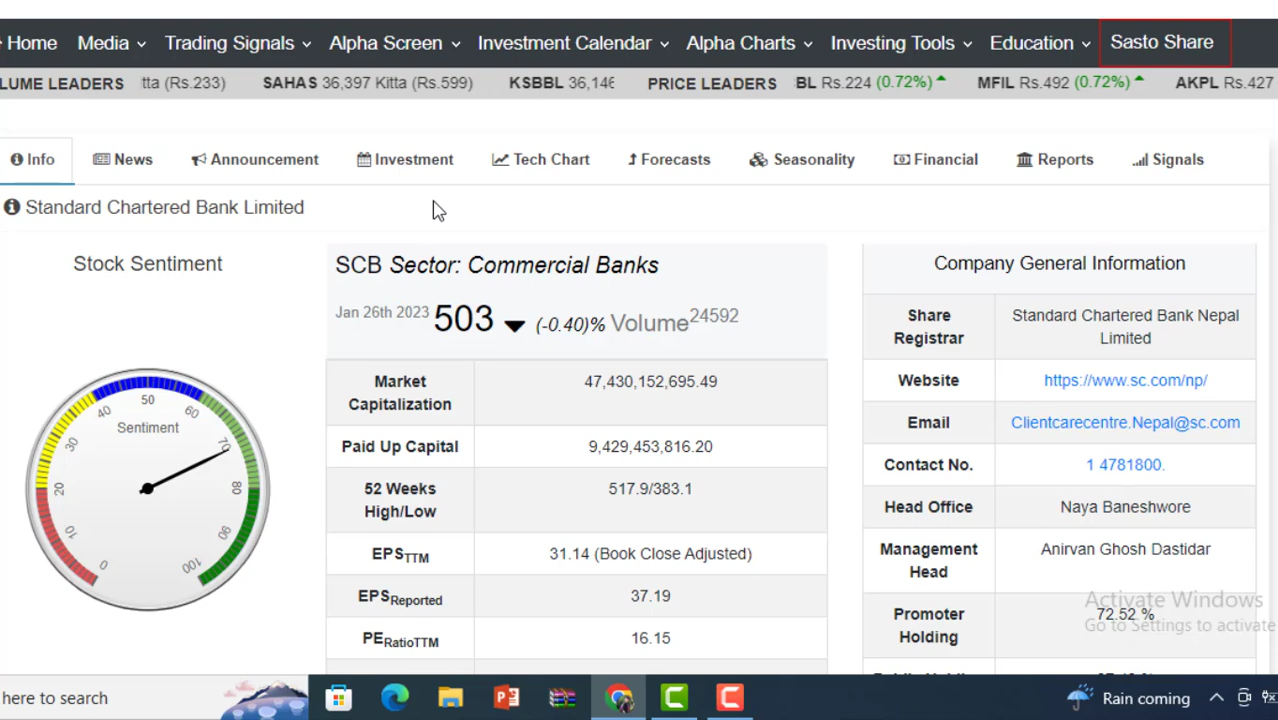 Home Media Trading Signals Alpha Screen Investment Calendar Alpha Charts Investing Tools Education Sasto Share
LUME LEADERS tta (Rs.233) SAHAS 36,397 Kitta (Rs.599) KSBBL 36,146 PRICE LEADERS BL Rs.224 (0.72%) MFIL Rs.492 (0.72%) AKPL Rs.427
Info News Announcement Investment Tech Chart Forecasts Seasonality Financial Reports Signals
Standard Chartered Bank Limited
Stock Sentiment
0 10 20 30 40 50 60 70 80 90 100
Sentiment
SCB Sector: Commercial Banks
Jan 26th 2023 503 (-0.40)% Volume24592
Market
Capitalization
47,430,152,695.49
Paid Up Capital 9,429,453,816.20
52 Weeks
High/Low
517.9/383.1
EPSTTM 31.14 (Book Close Adjusted)
EPSReported 37.19
PERatioTTM 16.15
Company General Information
Share
Registrar
Standard Chartered Bank Nepal
Limited
Website https://www.sc.com/np/
Email Clientcarecentre.Nepal@sc.com
Contact No. 1 4781800.
Head Office Naya Baneshwore
Management
Head
Anirvan Ghosh Dastidar
Promoter
Holding
72.52 %
Activate Windows
Go to Settings to activate
here to search
Rain coming